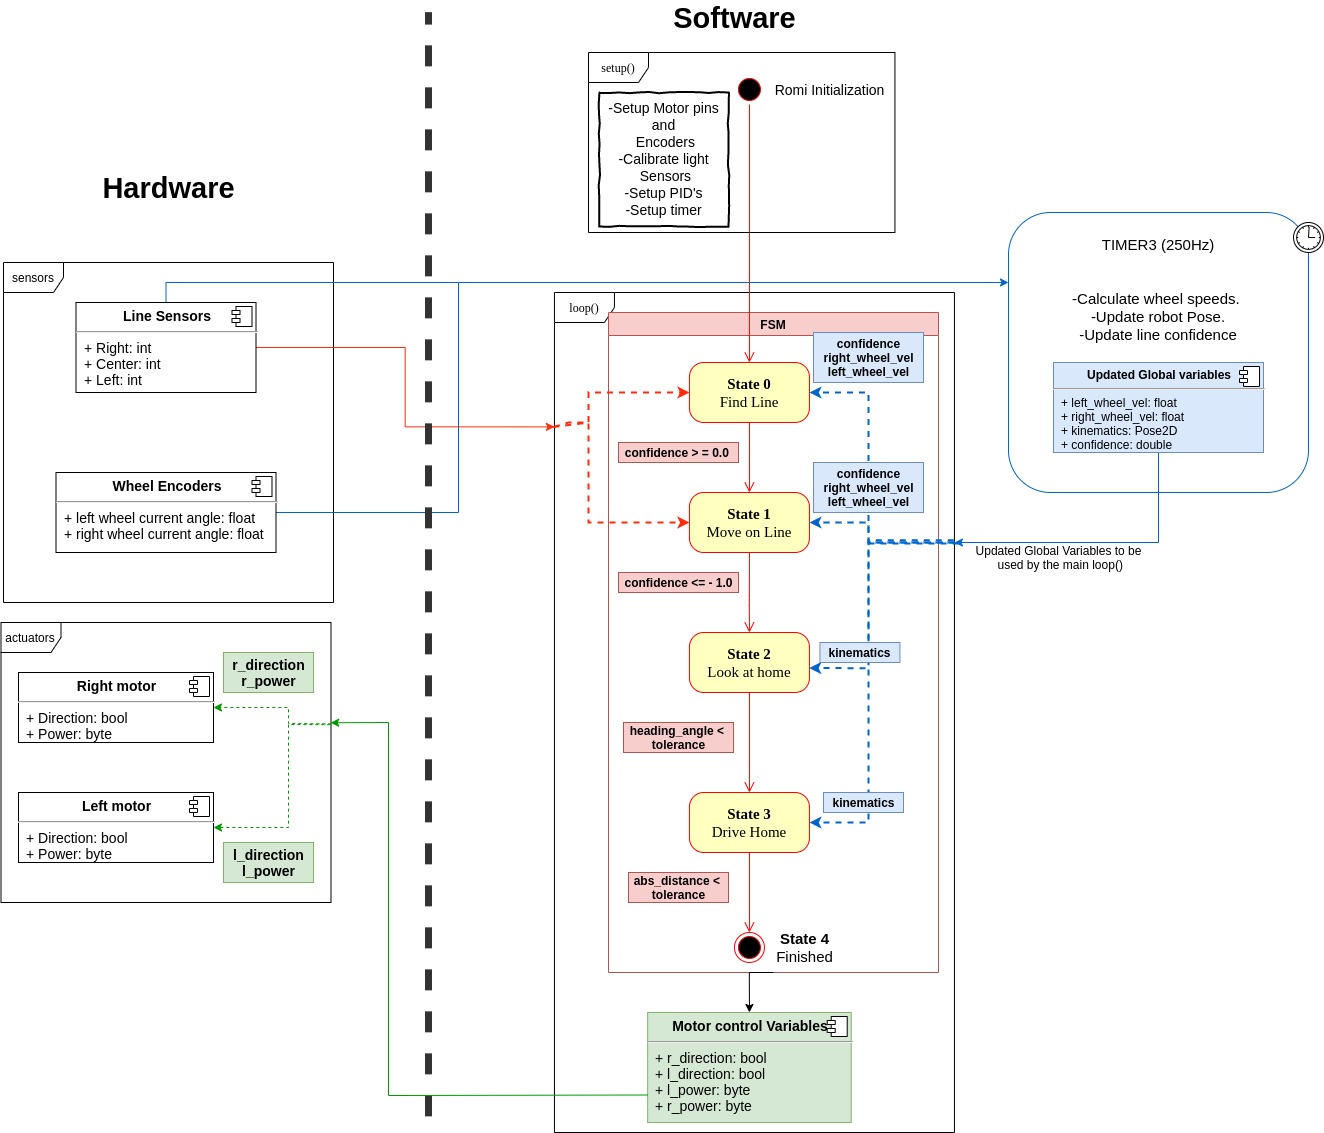 Software
Hardware
setup()
Romi Initialization
-Setup Motor pins
and
Encoders
-Calibrate light
Sensors
-Setup PID's
-Setup timer
sensors
Line Sensors
+ Right: int
+ Center: int
+ Left: int
Wheel Encoders
+ left wheel current angle: float
+ right wheel current angle: float
actuators
Right motor
+ Direction: bool
+ Power: byte
r_direction
r_power
Left motor
+ Direction: bool
+ Power: byte
l_direction
l_power
loop()
FSM
State 0
Find Line
confidence
right_wheel_vel
left_wheel_vel
confidence > = 0.0
State 1
Move on Line
confidence
right_wheel_vel
left_wheel_vel
confidence <= - 1.0
State 2
Look at home
kinematics
heading_angle <
tolerance
State 3
Drive Home
kinematics
abs_distance <
tolerance
State 4
Finished
Motor control Variables
+ r_direction: bool
+ l_direction: bool
+ l_power: byte
+ r_power: byte
TIMER3 (250Hz)
-Calculate wheel speeds.
-Update robot Pose.
-Update line confidence
Updated Global variables
+ left_wheel_vel: float
+ right_wheel_vel: float
+ kinematics: Pose2D
+ confidence: double
Updated Global Variables to be
used by the main loop()